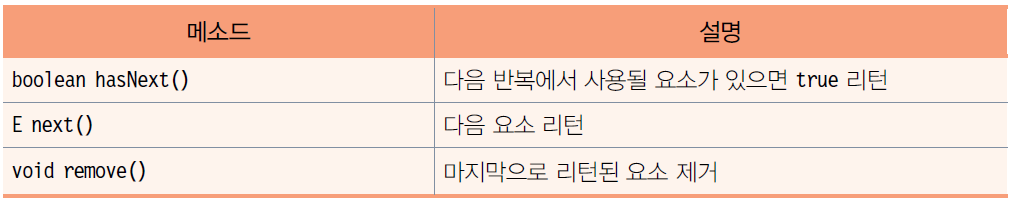 메소드 설명
boolean hasNext() 다음 반복에서 사용될 요소가 있으면 true 리턴
E next() 다음 요소 리턴
void remove() 마지막으로 리턴된 요소 제거